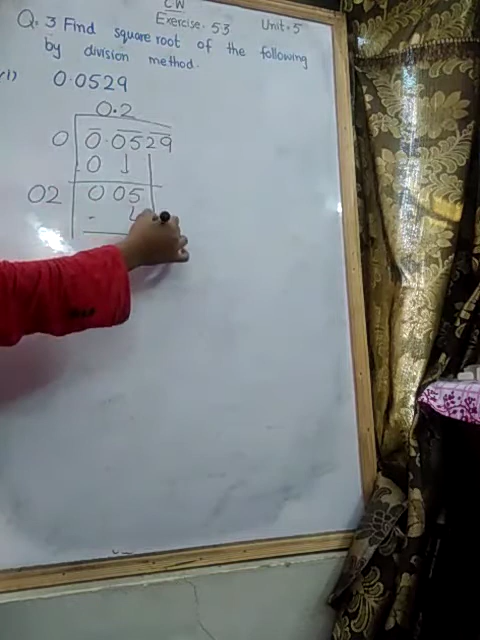 CW
Exercise. 53 Unit. 5
Q. 3 Find square root of the following
by division method.
0.0529
0.2
0 0.0529
0
02 005